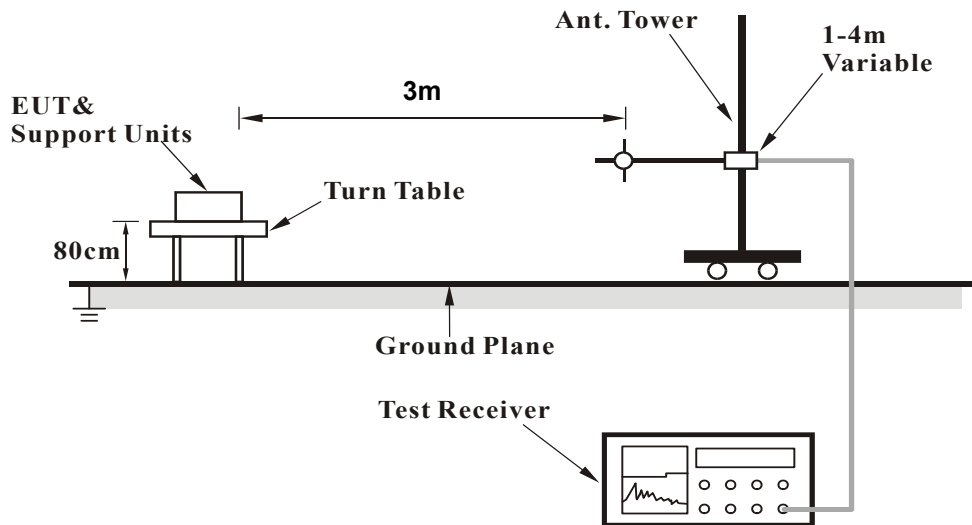 Ant. Tower
1-4m
Variable
3m
EUT&
Support Units
Turn Table
80cm
Ground Plane
Test Receiver